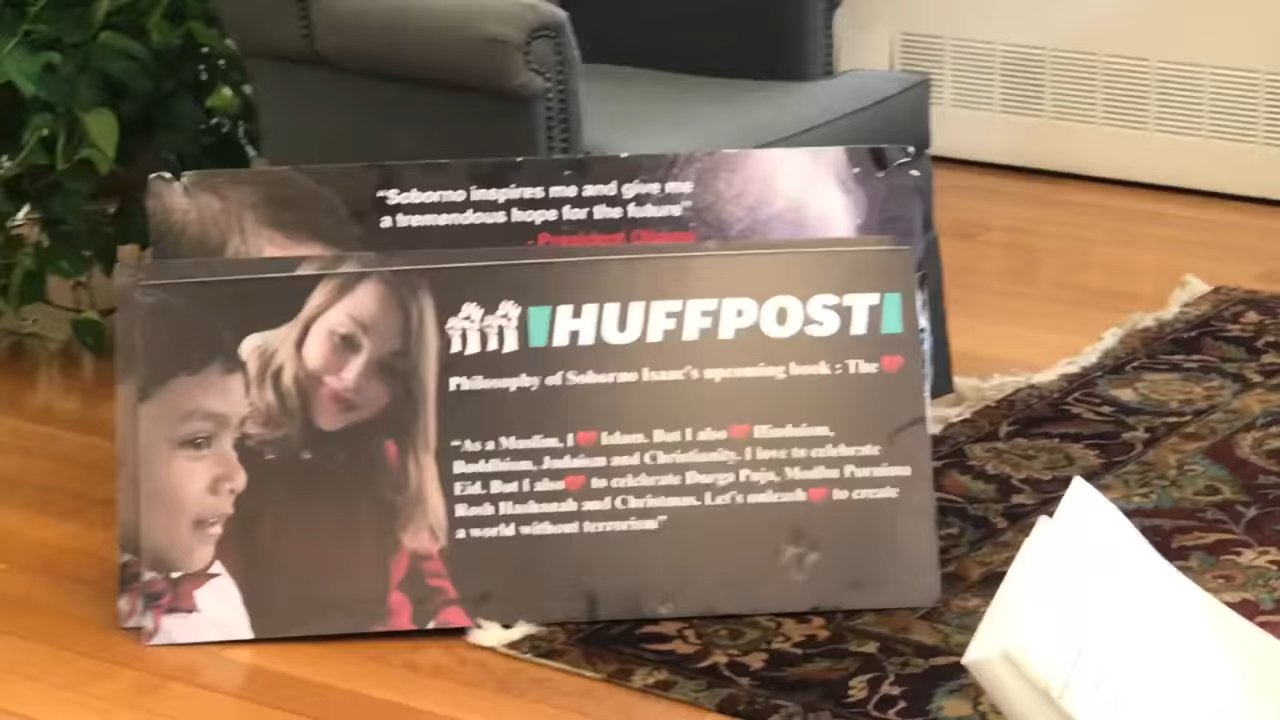 “Soborno inspires me and give me
a tremendous hope for the future”
- President Obama
HUFFPOST
Philosophy of Soborno Isaac's upcoming book : The ❤
“As a Muslim, I ❤ Islam. But I also ❤ Hinduism,
Buddhism, Judaism and Christianity. I love to celebrate
Eid. But I also ❤ to celebrate Durga Puja, Modhu Purnima
Rosh Hashanah and Christmas. Let's unleash ❤ to create
a world without terrorism”